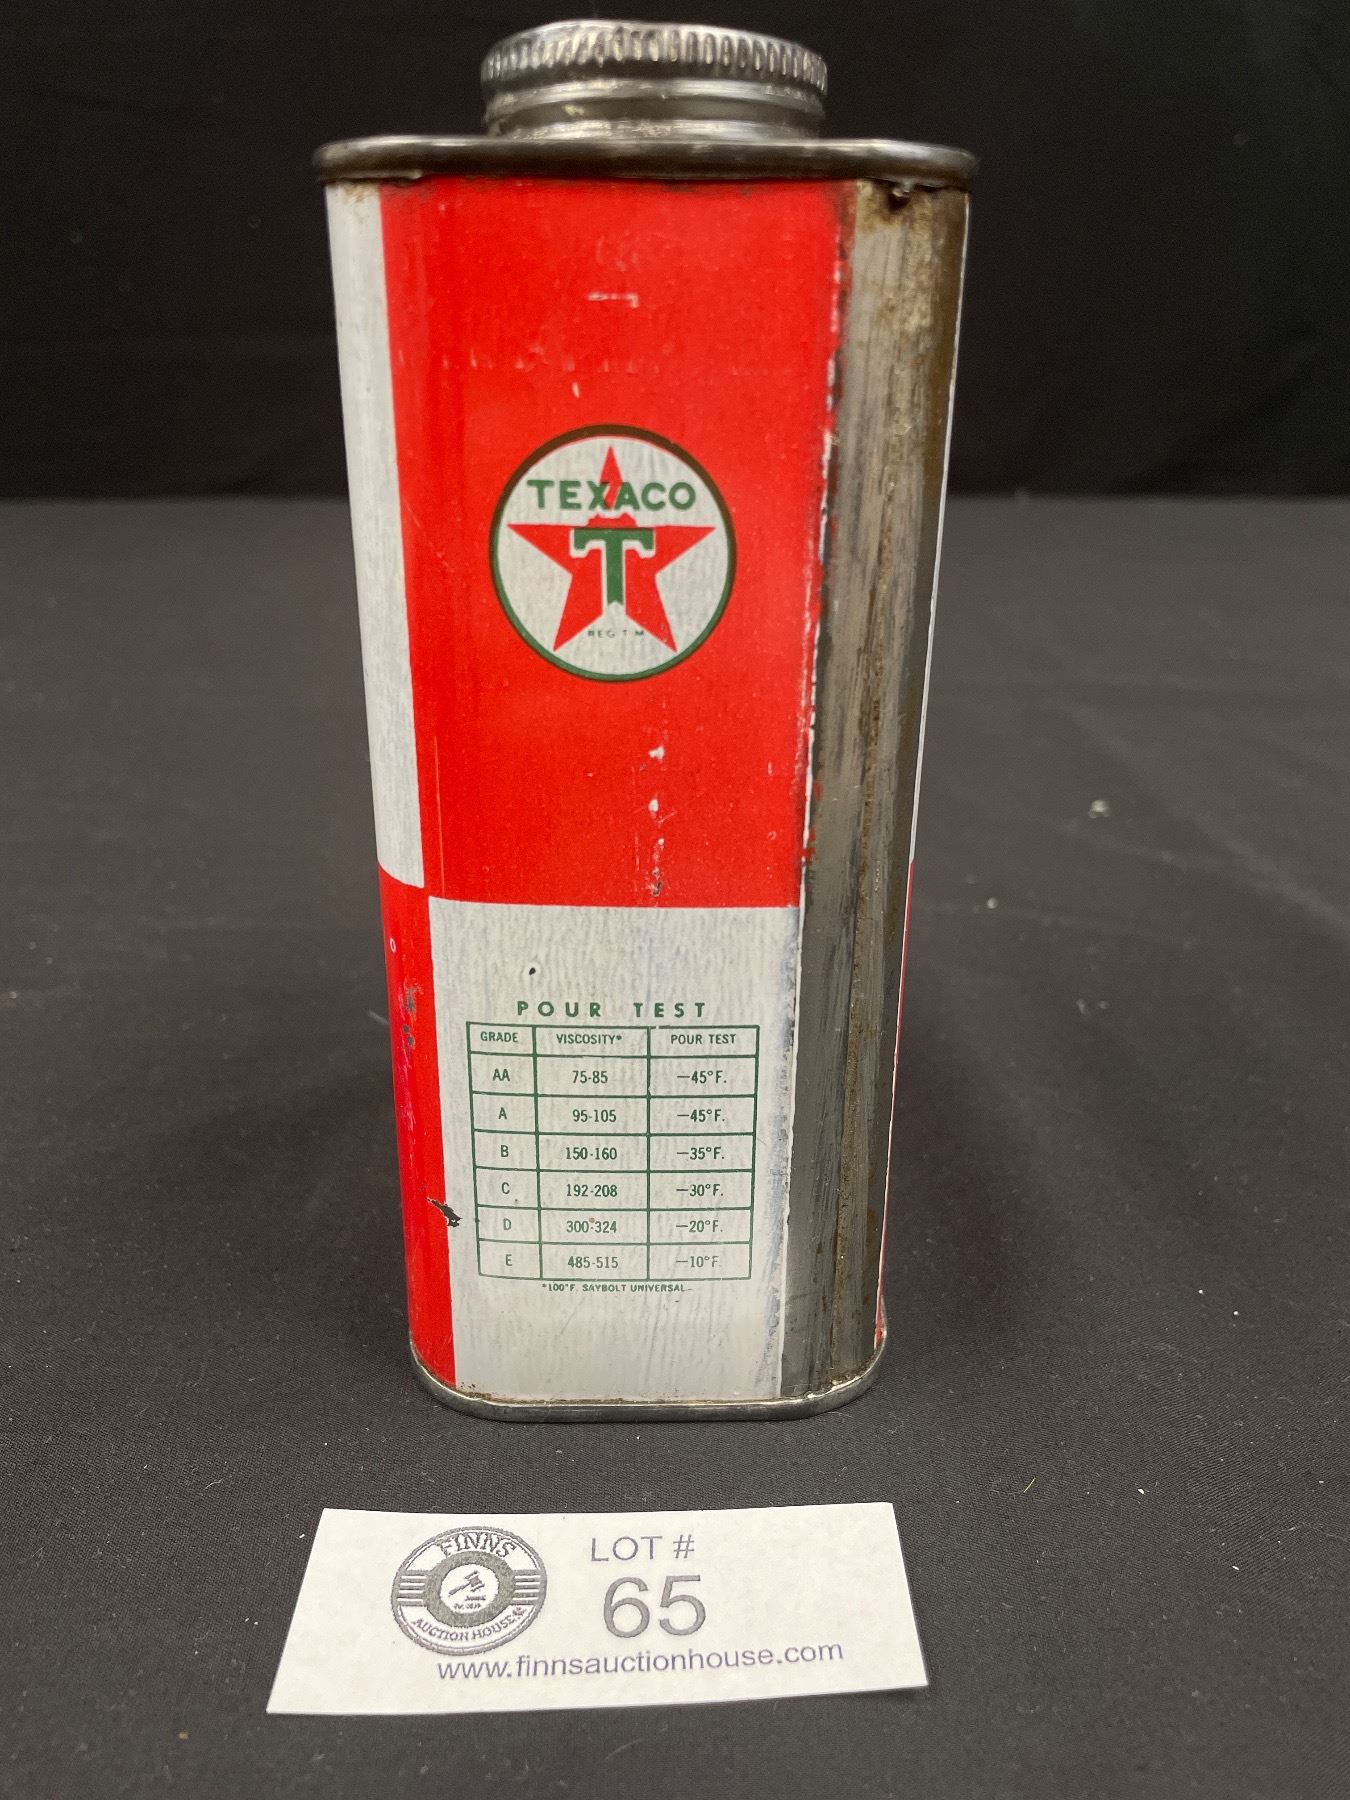 TEXACO
T
REG T M
POUR TEST
GRADE VISCOSITY* POUR TEST
AA 75-85 —45°F.
A 95-105 —45°F.
B 150-160 —35°F.
C 192-208 —30°F.
D 300-324 —20°F.
E 485-515 —10°F.
*100°F. SAYBOLT UNIVERSAL
FINNS
AUCTION HOUSE
LOT #
65
www.finnsauctionhouse.com